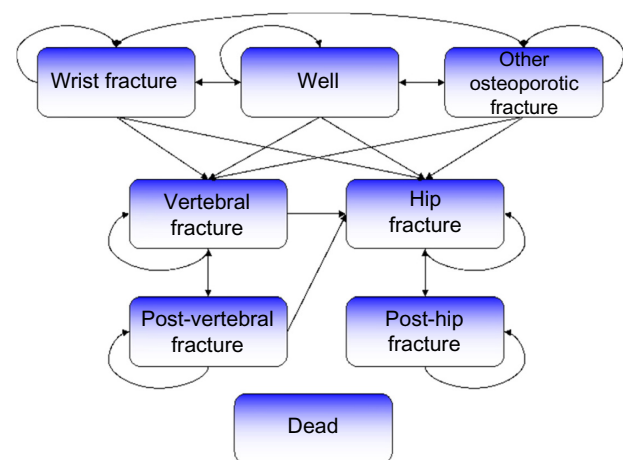 Wrist fracture
Well
Other
osteoporotic
fracture
Vertebral
fracture
Hip
fracture
Post-vertebral
fracture
Post-hip
fracture
Dead